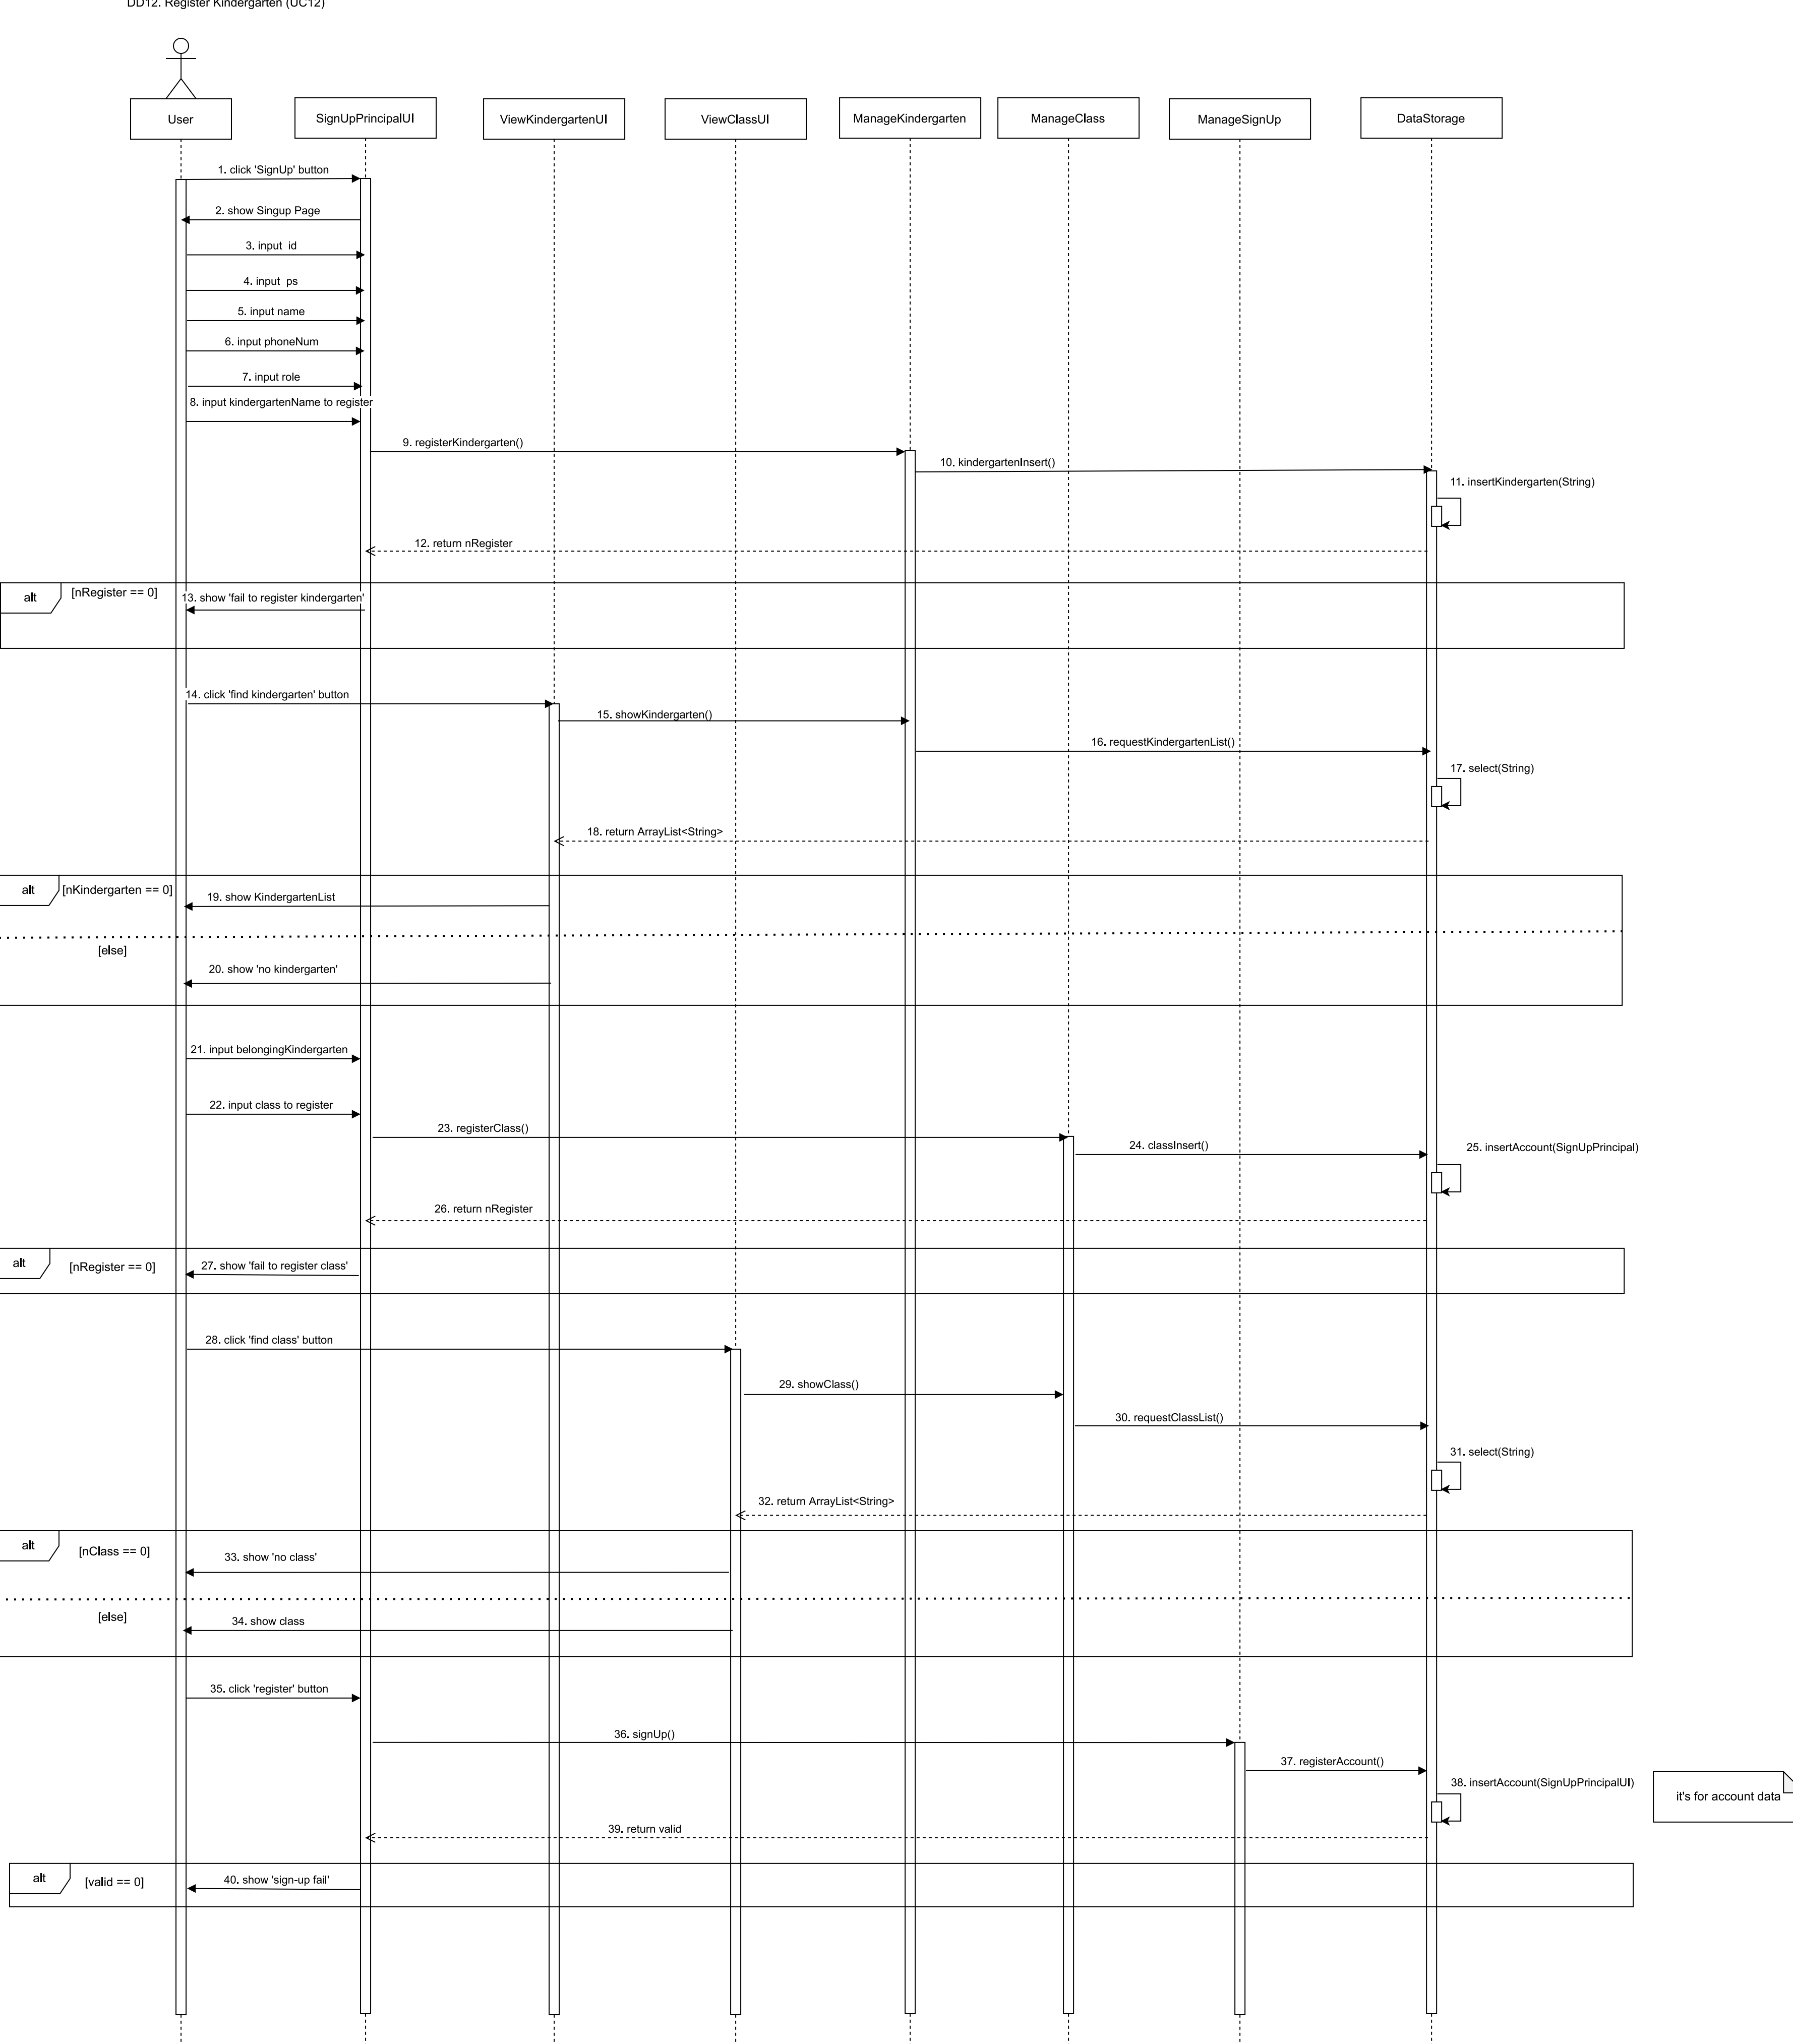 DD12. Register Kindergarten (UC12)
User
SignUpPrincipalUI
ViewKindergartenUI
ViewClassUI
ManageKindergarten
ManageClass
ManageSignUp
DataStorage
1. click 'SignUp' button
2. show Singup Page
3. input id
4. input ps
5. input name
6. input phoneNum
7. input role
8. input kindergartenName to register
9. registerKindergarten()
10. kindergartenInsert()
11. insertKindergarten(String)
12. return nRegister
alt
[nRegister == 0]
13. show 'fail to register kindergarten'
14. click 'find kindergarten' button
15. showKindergarten()
16. requestKindergartenList()
17. select(String)
18. return ArrayList<String>
alt
[nKindergarten == 0]
19. show KindergartenList
[else]
20. show 'no kindergarten'
21. input belongingKindergarten
22. input class to register
23. registerClass()
24. classInsert()
25. insertAccount(SignUpPrincipal)
26. return nRegister
alt
[nRegister == 0]
27. show 'fail to register class'
28. click 'find class' button
29. showClass()
30. requestClassList()
31. select(String)
32. return ArrayList<String>
alt
[nClass == 0]
33. show 'no class'
[else]
34. show class
35. click 'register' button
36. signUp()
37. registerAccount()
38. insertAccount(SignUpPrincipalUI)
it's for account data
39. return valid
alt
[valid == 0]
40. show 'sign-up fail'